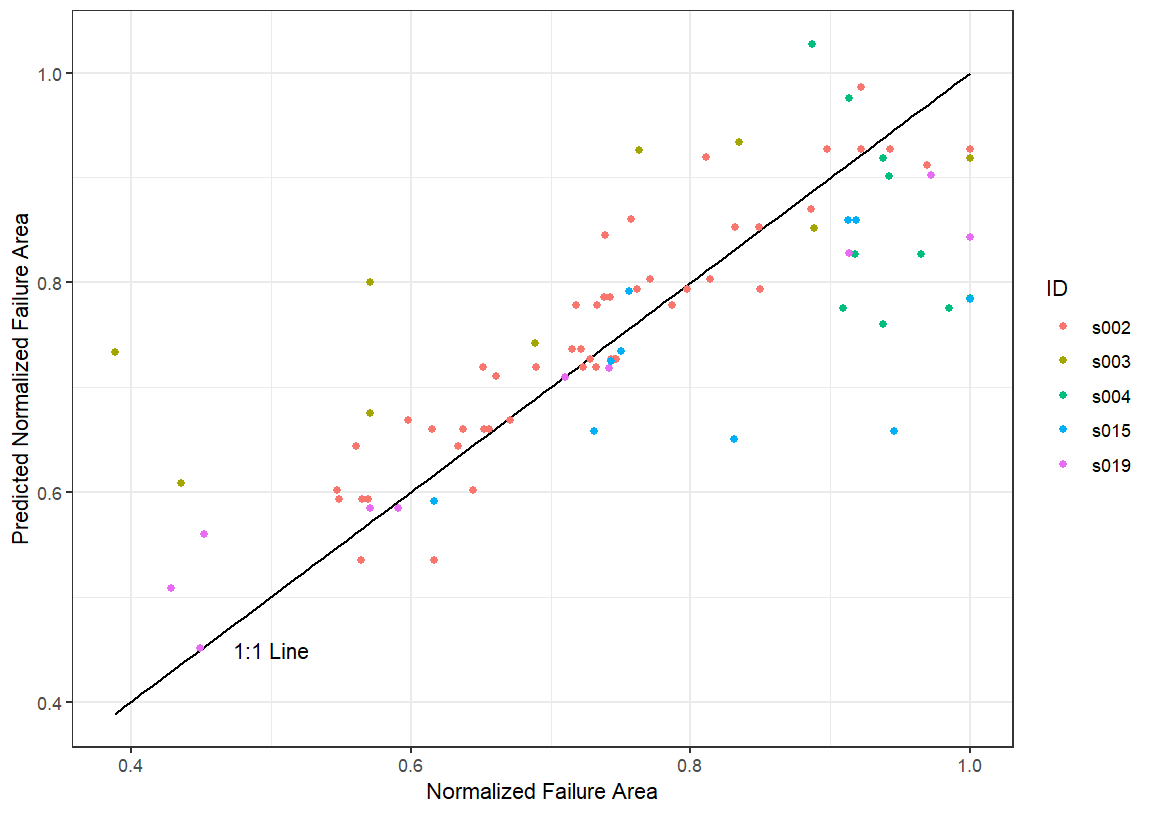 1.0
0.8
0.6
0.4
Predicted Normalized Failure Area
1:1 Line
0.4 0.6 0.8 1.0
Normalized Failure Area
ID
s002
s003
s004
s015
s019